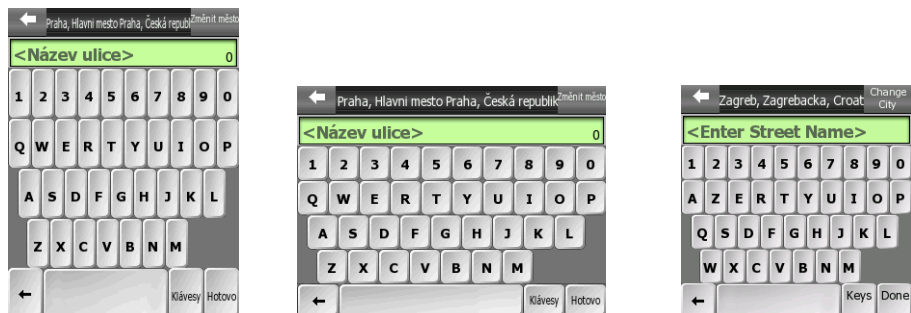 Praha, Hlavni mesto Praha, Česká republ
Změnit město
<Název ulice> 0
1 2 3 4 5 6 7 8 9 0
Q W E R T Y U I O P
A S D F G H J K L
Z X C V B N M
Klávesy Hotovo
Praha, Hlavni mesto Praha, Česká republik
Změnit město
<Název ulice> 0
1 2 3 4 5 6 7 8 9 0
Q W E R T Y U I O P
A S D F G H J K L
Z X C V B N M
Klávesy Hotovo
Zagreb, Zagrebacka, Croat
Change
City
<Enter Street Name>
1 2 3 4 5 6 7 8 9 0
A Z E R T Y U I O P
Q S D F G H J K L
W X C V B N M
Keys Done